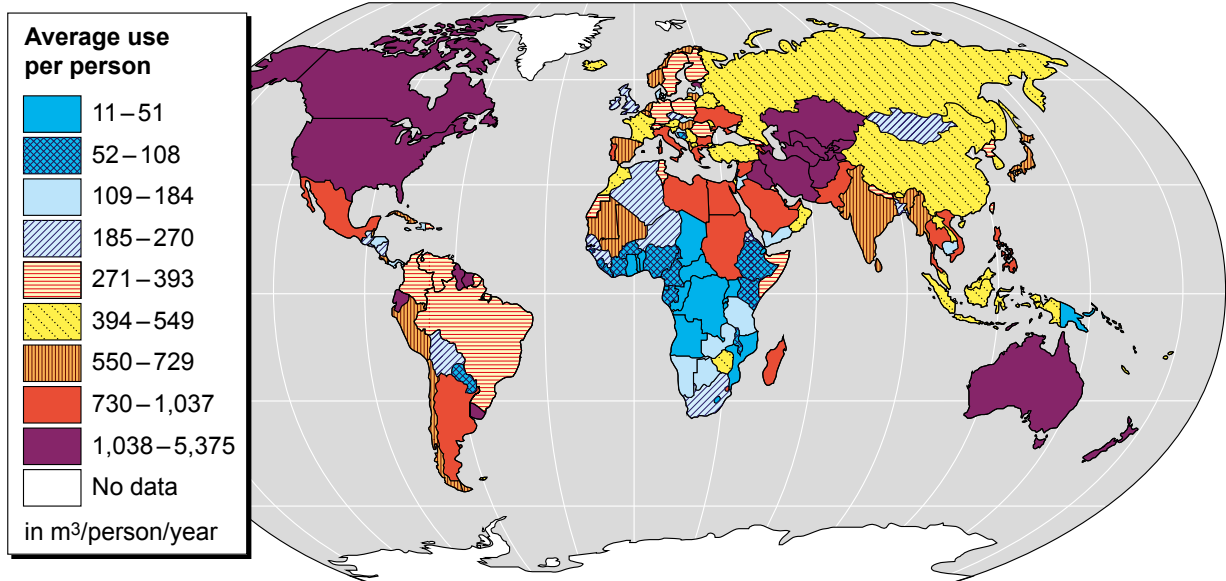 Average use
per person
11–51
52–108
109–184
185–270
271–393
394–549
550–729
730–1,037
1,038–5,375
No data
in m³/person/year